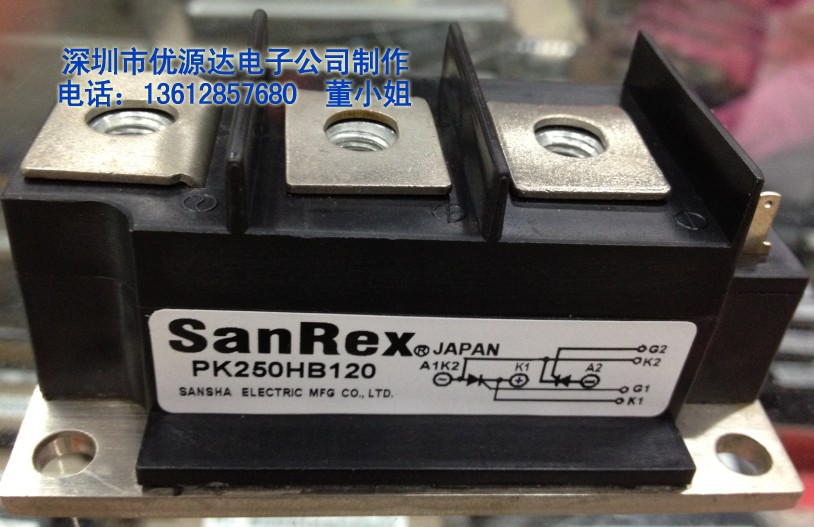 深圳市优源达电子公司制作
电话：13612857680 董小姐
SanRex® JAPAN
PK250HB120
SANSHA ELECTRIC MFG CO., LTD.
A1K2 K1 A2
G2
K2
G1
K1